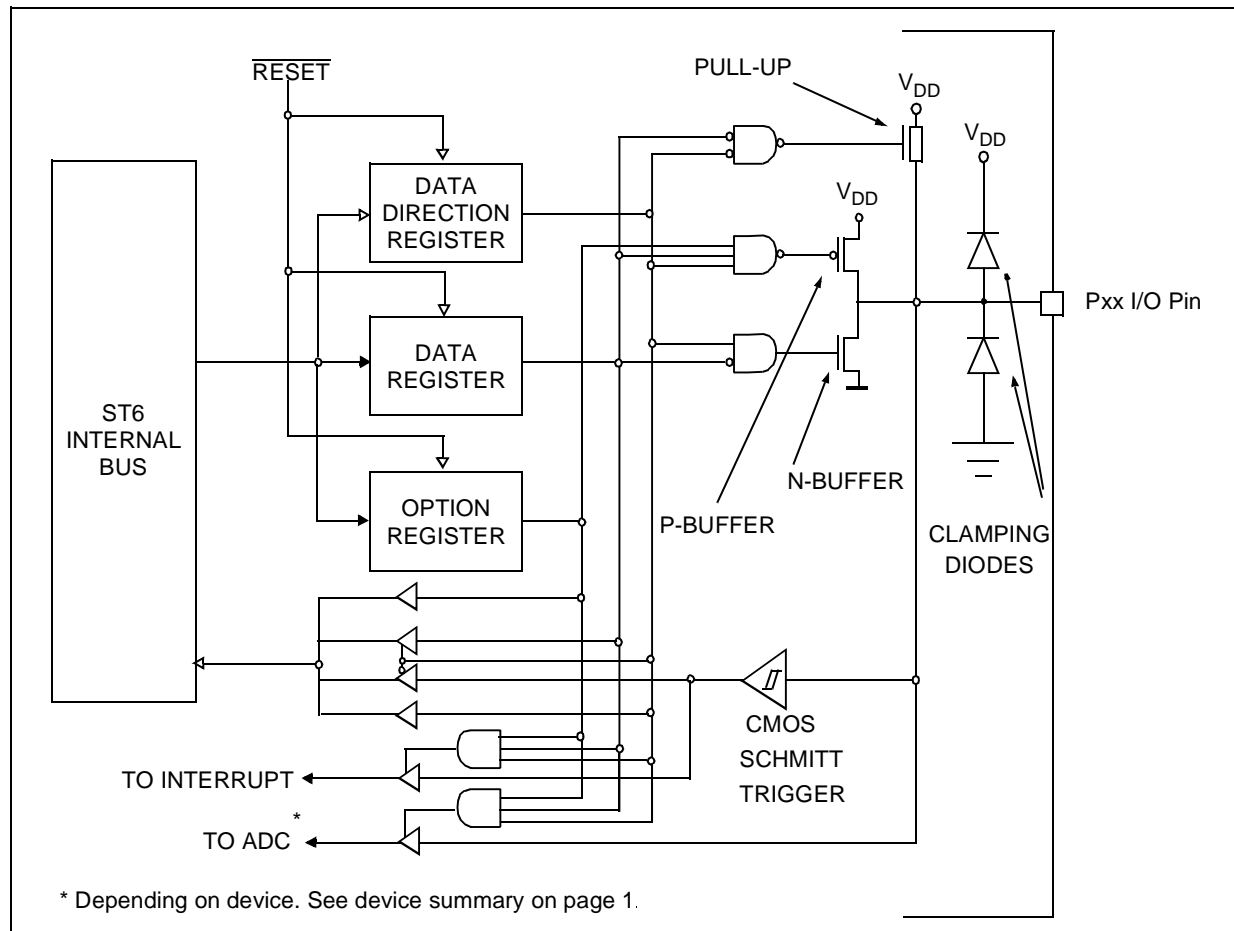 RESET
PULL-UP
VDD
VDD
VDD
DATA
DIRECTION
REGISTER
DATA
REGISTER
ST6
INTERNAL
BUS
OPTION
REGISTER
Pxx I/O Pin
N-BUFFER
P-BUFFER
CLAMPING
DIODES
CMOS
SCHMITT
TRIGGER
TO INTERRUPT
TO ADC *
* Depending on device. See device summary on page 1.